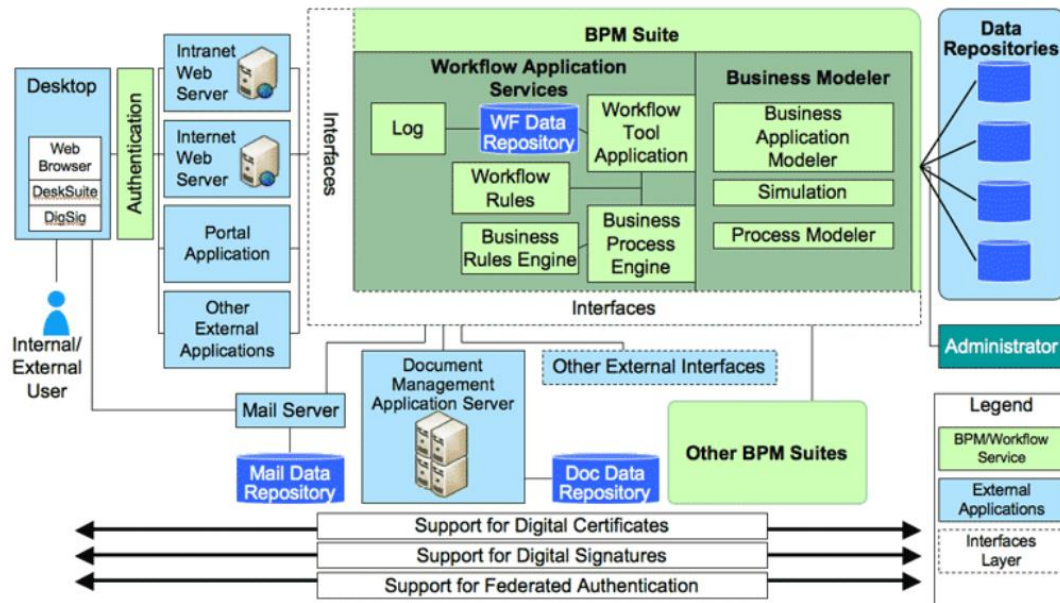 BPM Suite
Data
Repositories
Intranet
Web
Server
Workflow Application
Services
Business Modeler
Desktop
Authentication
Interfaces
Log
WF Data
Repository
Workflow
Tool
Application
Business
Application
Modeler
Internet
Web
Server
Web
Browser
DeskSuite
DigSig
Workflow
Rules
Simulation
Portal
Application
Business
Rules Engine
Business
Process
Engine
Process Modeler
Other
External
Applications
Interfaces
Internal/
External
User
Administrator
Document
Management
Application Server
Other External Interfaces
Mail Server
Mail Data
Repository
Doc Data
Repository
Other BPM Suites
Legend
BPM/Workflow
Service
External
Applications
Interfaces
Layer
Support for Digital Certificates
Support for Digital Signatures
Support for Federated Authentication